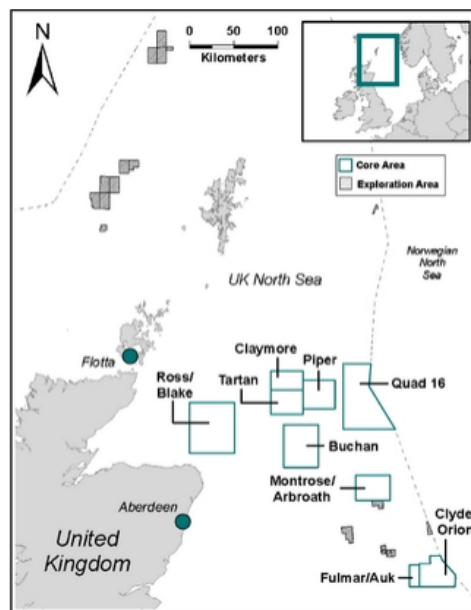 N
0 50 100
Kilometers
Core Area
Exploration Area
Norwegian
North
Sea
UK North Sea
Flotta
Claymore
Piper
Ross/
Blake
Tartan
Quad 16
Buchan
Montrose/
Arbroath
Aberdeen
Clyde
Orion
United
Kingdom
Fulmar/Auk